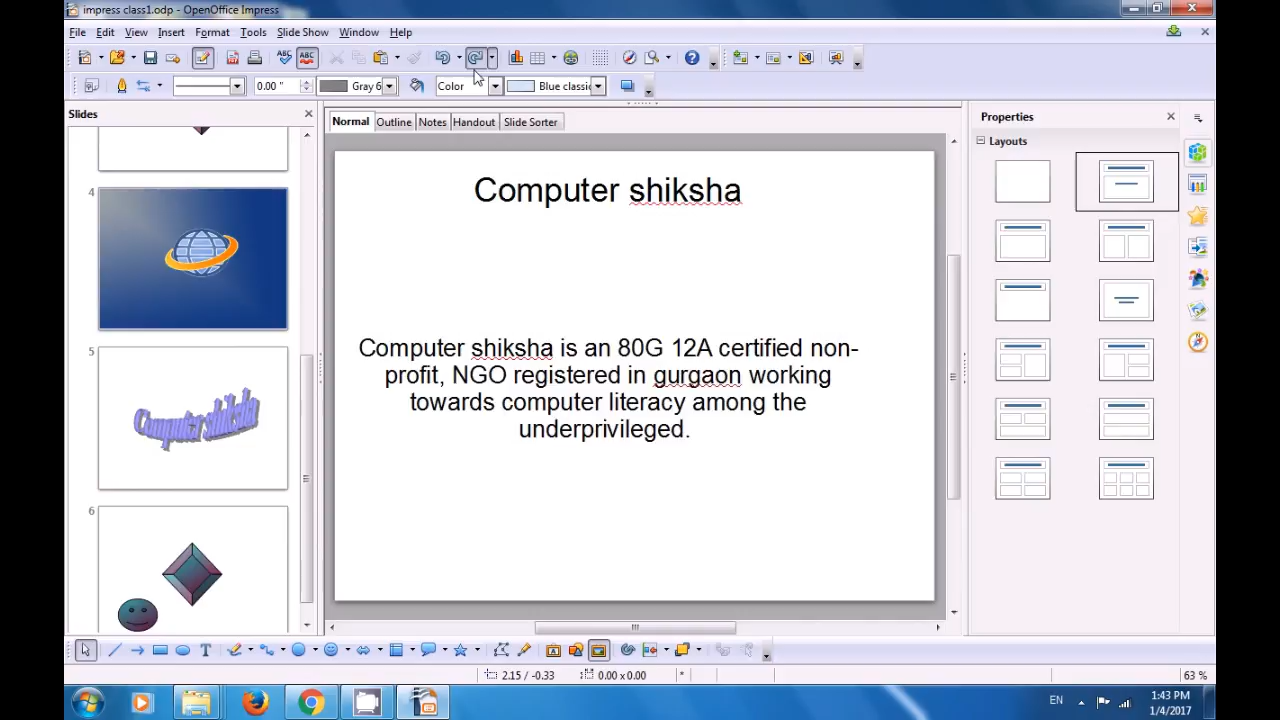 impress class1.odp - OpenOffice Impress
File Edit View Insert Format Tools Slide Show Window Help
0.00 " Gray 6 Color Blue classic
Slides
Normal Outline Notes Handout Slide Sorter
Properties
Layouts
4
5
Computer shiksha
6
Computer shiksha
Computer shiksha is an 80G 12A certified non-
profit, NGO registered in gurgaon working
towards computer literacy among the
underprivileged.
2.15 / -0.33 0.00 x 0.00 * 63 %
EN 1:43 PM
1/4/2017